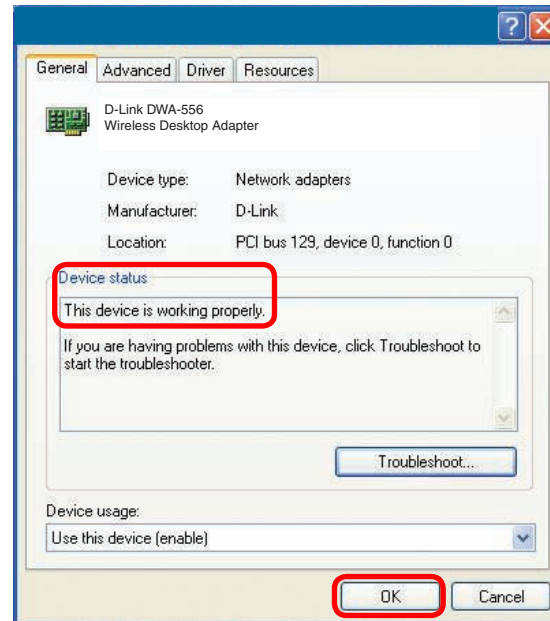 General Advanced Driver Resources
D-Link DWA-556
Wireless Desktop Adapter
Device type: Network adapters
Manufacturer: D-Link
Location: PCI bus 129, device 0, function 0
Device status
This device is working properly.
If you are having problems with this device, click Troubleshoot to
start the troubleshooter.
Troubleshoot...
Device usage:
Use this device (enable)
OK Cancel